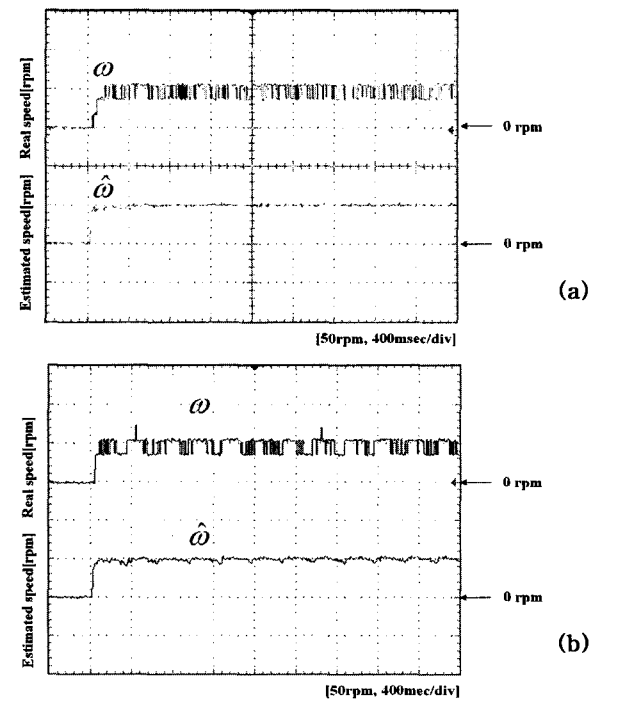 Real speed[rpm]
ω
0 rpm
Estimated speed[rpm]
ω̂
0 rpm
(a)
[50rpm, 400msec/div]
Real speed[rpm]
ω
0 rpm
Estimated speed[rpm]
ω̂
0 rpm
(b)
[50rpm, 400mec/div]